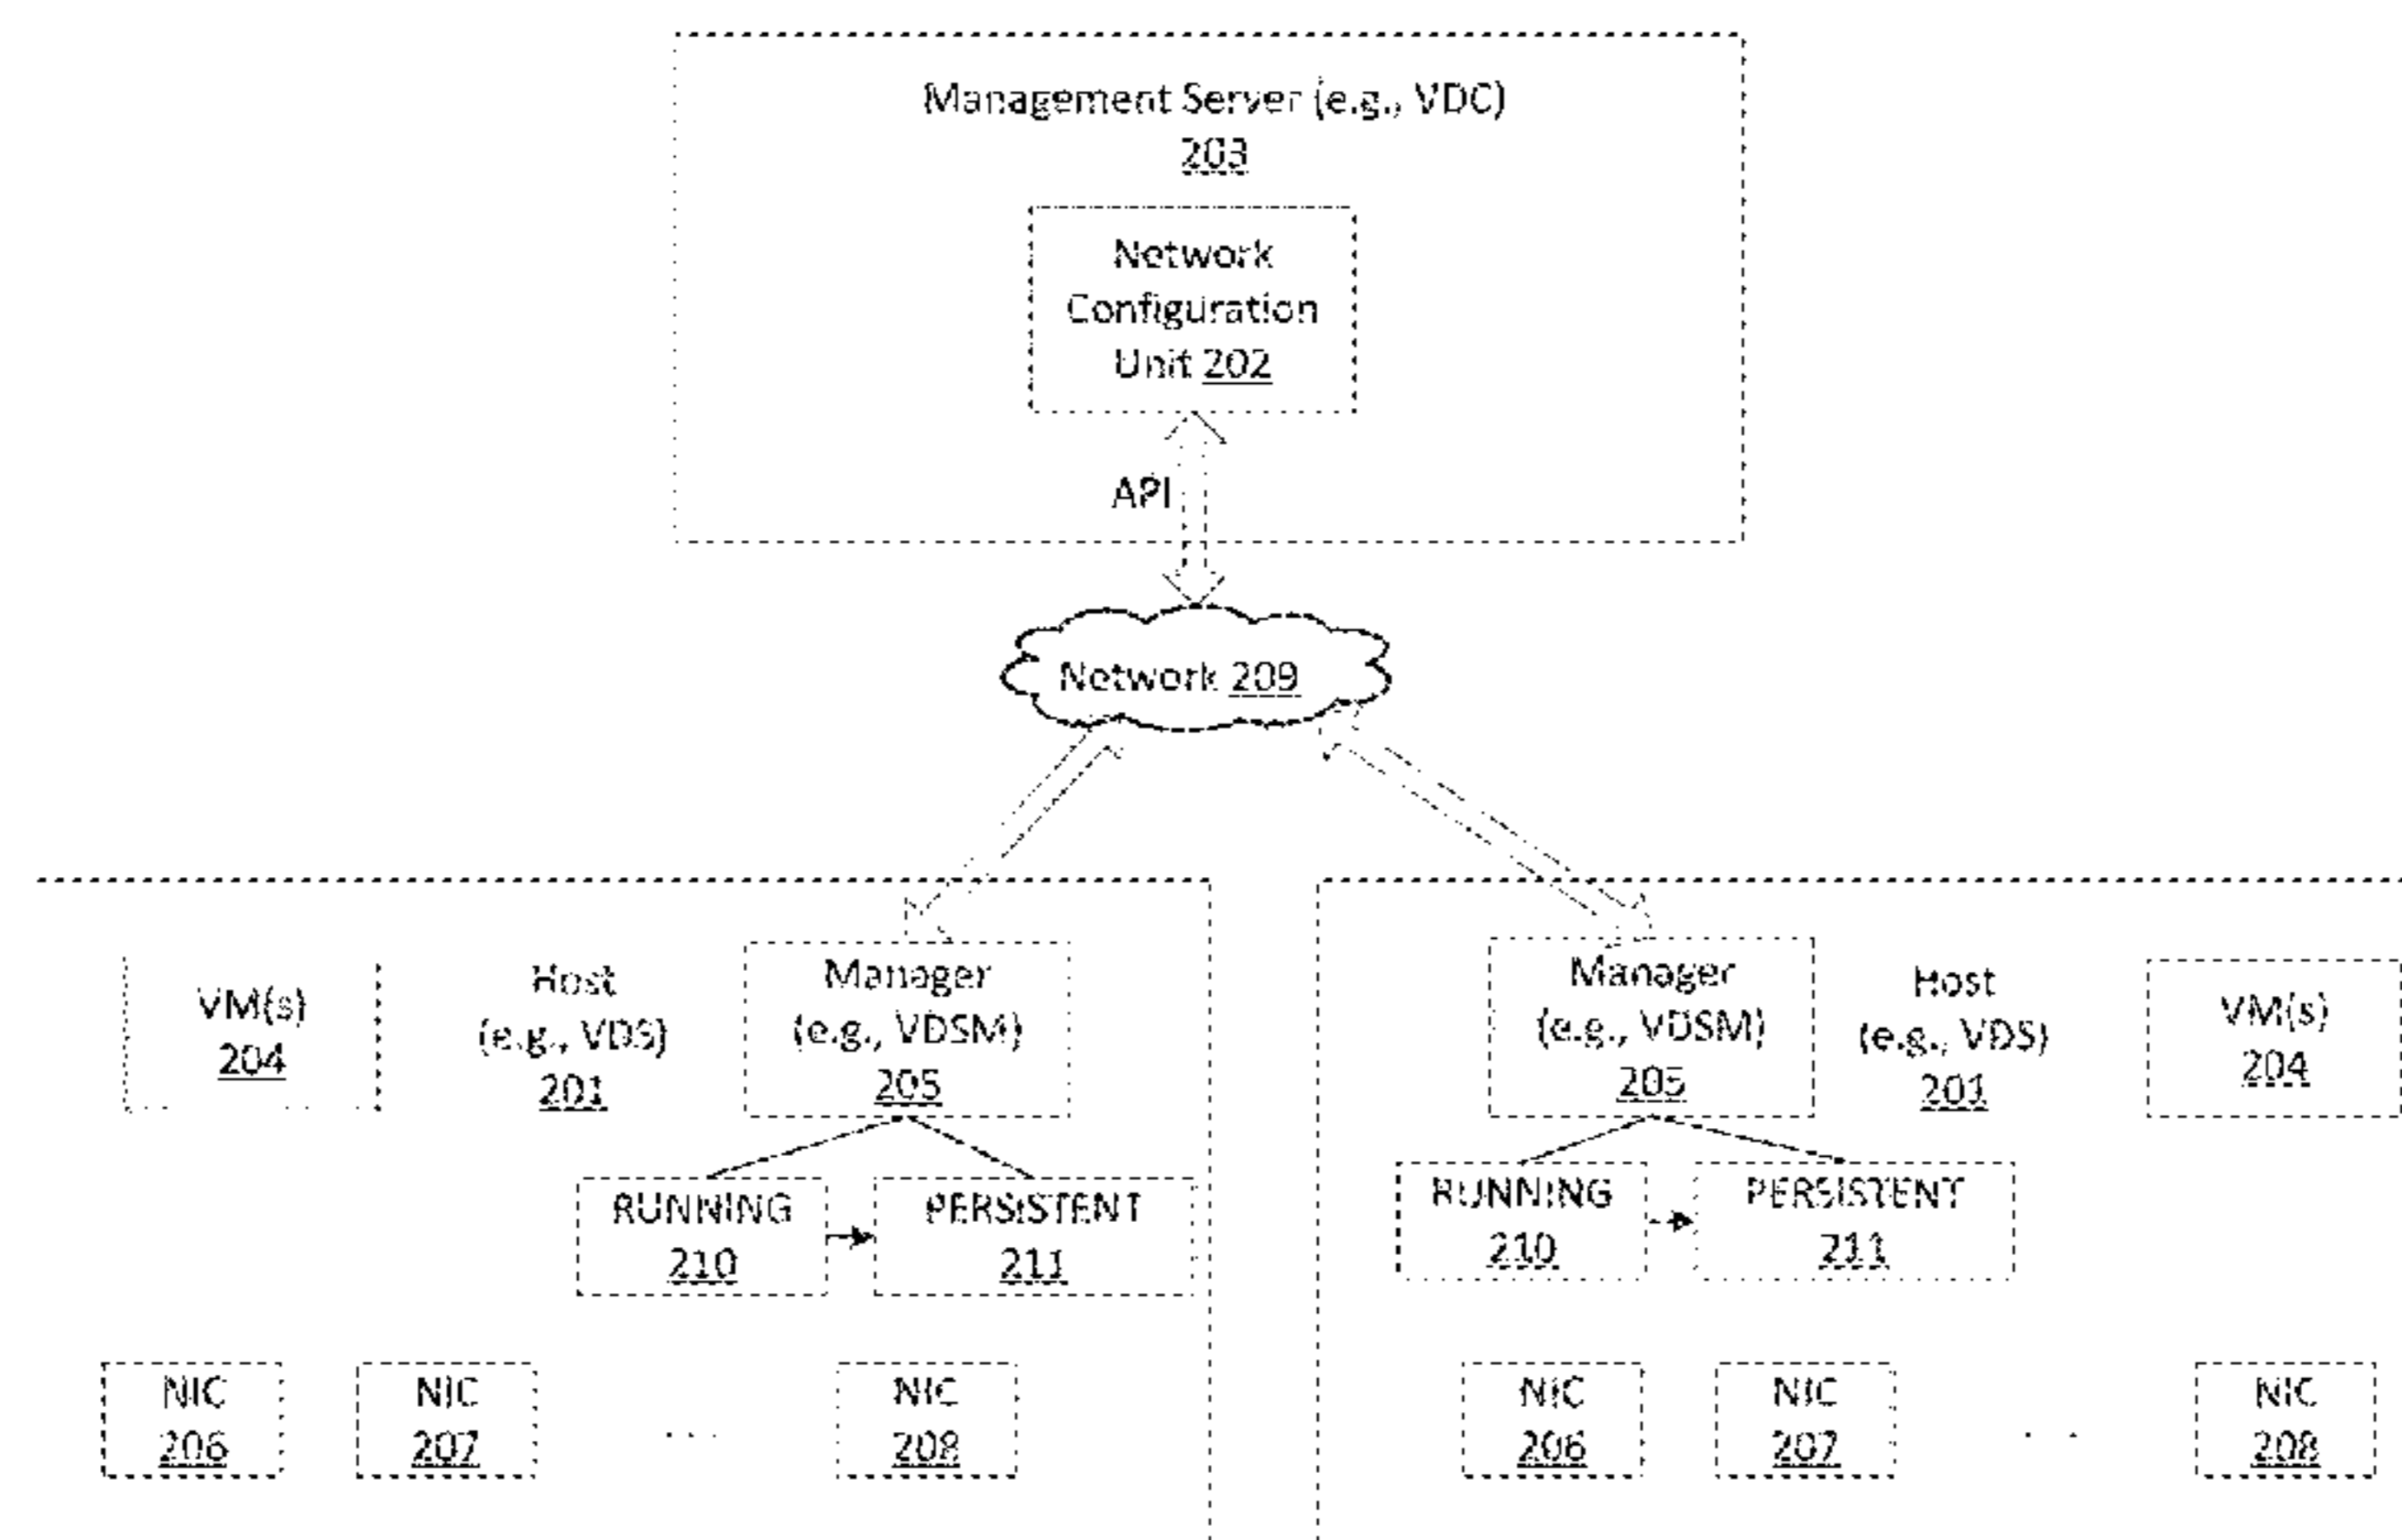 Management Server (e.g., VDC)
203
Network
Configuration
Unit 202
API
Network 209
VM(s)
204
Host
(e.g., VDS)
201
Manager
(e.g., VDSM)
205
RUNNING
210
PERSISTENT
211
NIC
206
NIC
207
...
NIC
208
Manager
(e.g., VDSM)
205
Host
(e.g., VDS)
201
VM(s)
204
RUNNING
210
PERSISTENT
211
NIC
206
NIC
207
...
NIC
208